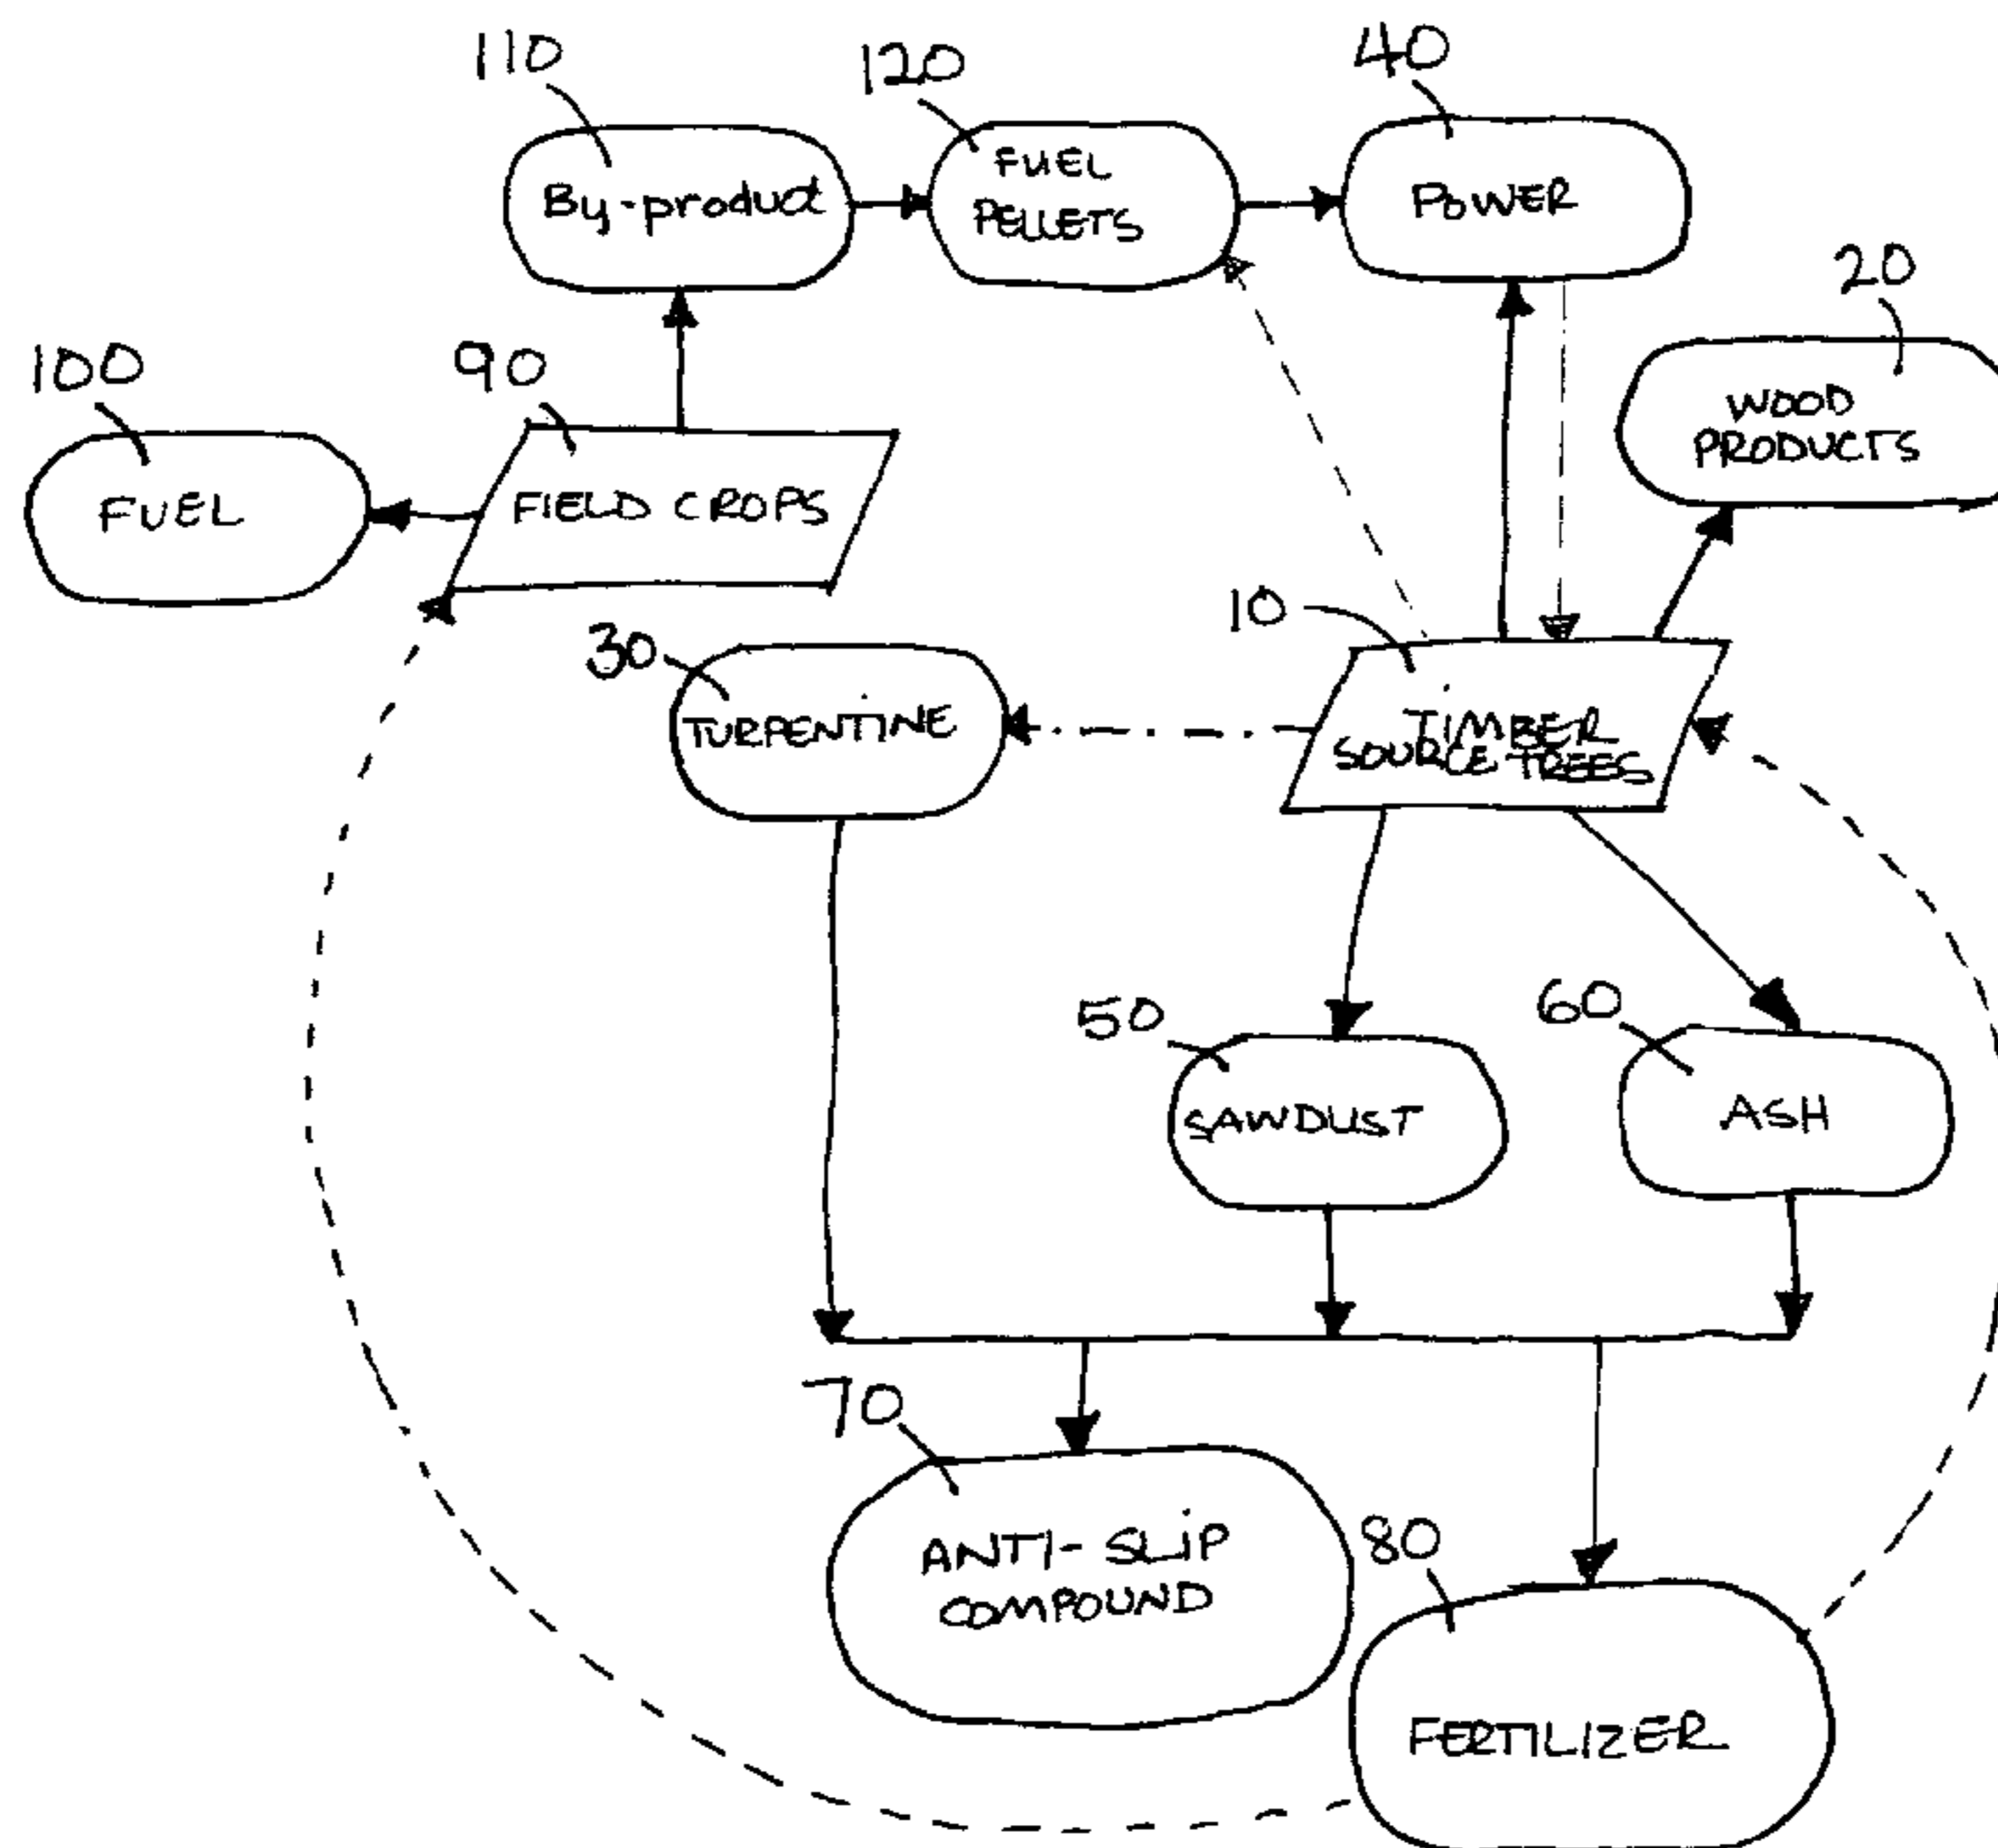 110
120
40
By-product
FUEL
PELLETS
POWER
20
WOOD
PRODUCTS
100
90
FUEL
FIELD CROPS
10
30
TURPENTINE
TIMBER
SOURCE TREES
50
60
SAWDUST
ASH
70
ANTI-SLIP
COMPOUND
80
FERTILIZER